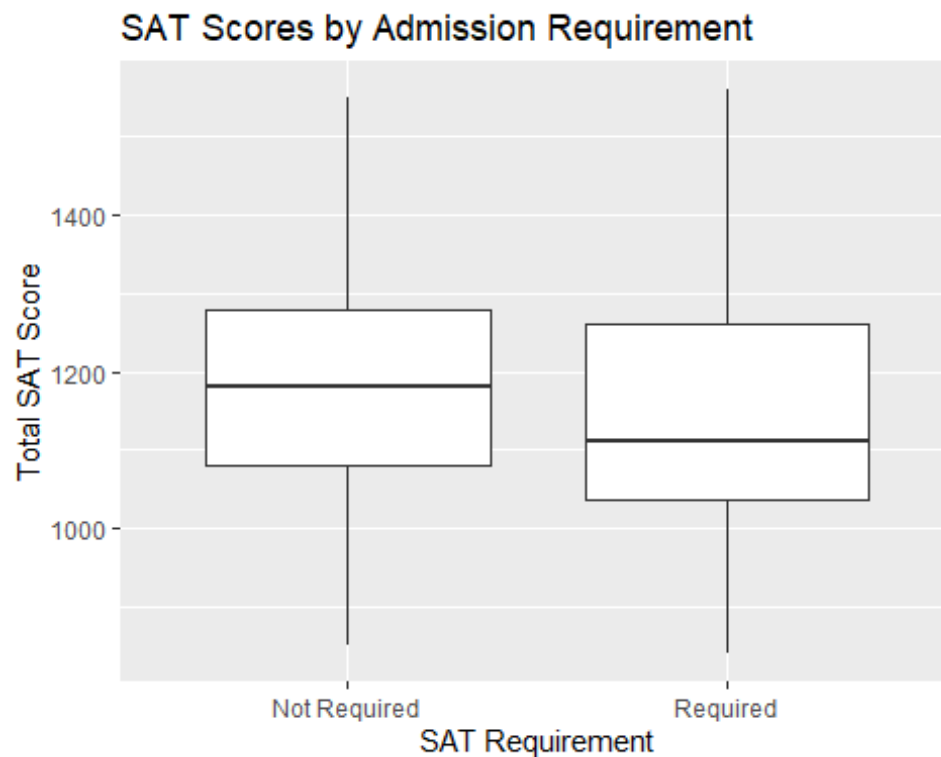 SAT Scores by Admission Requirement
Total SAT Score
1400
1200
1000
Not Required
Required
SAT Requirement